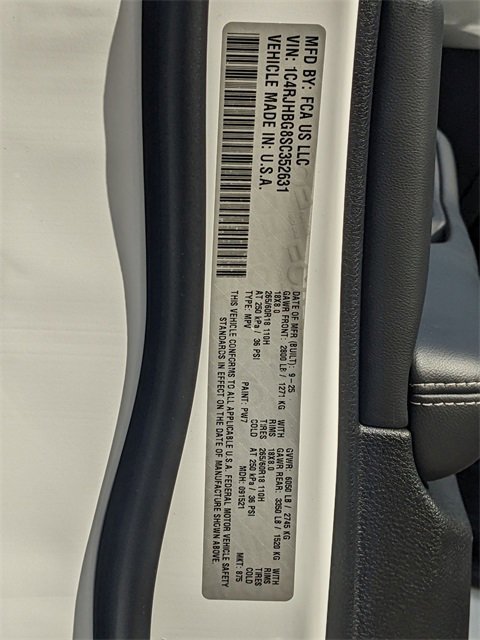 MFD BY: FCA US LLC
VIN: 1C4RJHBG8SC352631
VEHICLE MADE IN: U.S.A.
DATE OF MFR (BUILT): 9-25 GVWR: 6050 LB / 2745 KG
GAWR FRONT: 2800 LB / 1271 KG WITH GAWR REAR: 3350 LB / 1520 KG WITH
18X8.0 RIMS 18X8.0 RIMS
265/60R18 110H TIRES 265/60R18 110H TIRES
AT 250 kPa / 36 PSI COLD AT 250 kPa / 36 PSI COLD
TYPE: MPV PAINT: PW7 MDH: 091521 MKT: 875
THIS VEHICLE CONFORMS TO ALL APPLICABLE U.S.A. FEDERAL MOTOR VEHICLE SAFETY
STANDARDS IN EFFECT ON THE DATE OF MANUFACTURE SHOWN ABOVE.